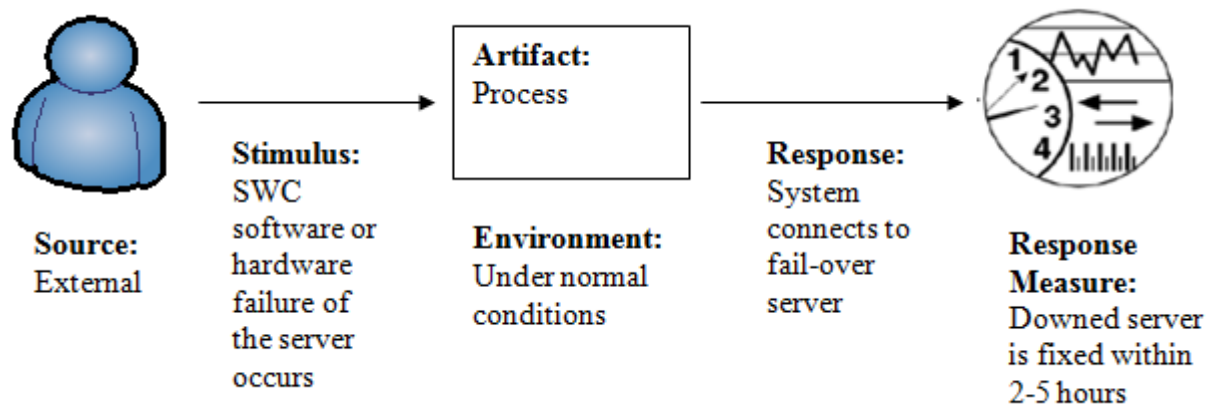 Source:
External
Stimulus:
SWC
software or
hardware
failure of
the server
occurs
Artifact:
Process
Environment:
Under normal
conditions
Response:
System
connects to
fail-over
server
1
2
3
4
Response
Measure:
Downed server
is fixed within
2-5 hours